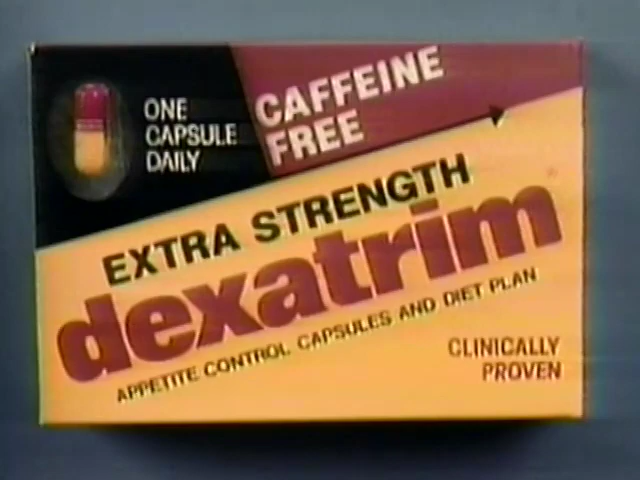 ONE
CAPSULE
DAILY
CAFFEINE
FREE
EXTRA STRENGTH
dexatrim
APPETITE CONTROL CAPSULES AND DIET PLAN
CLINICALLY
PROVEN